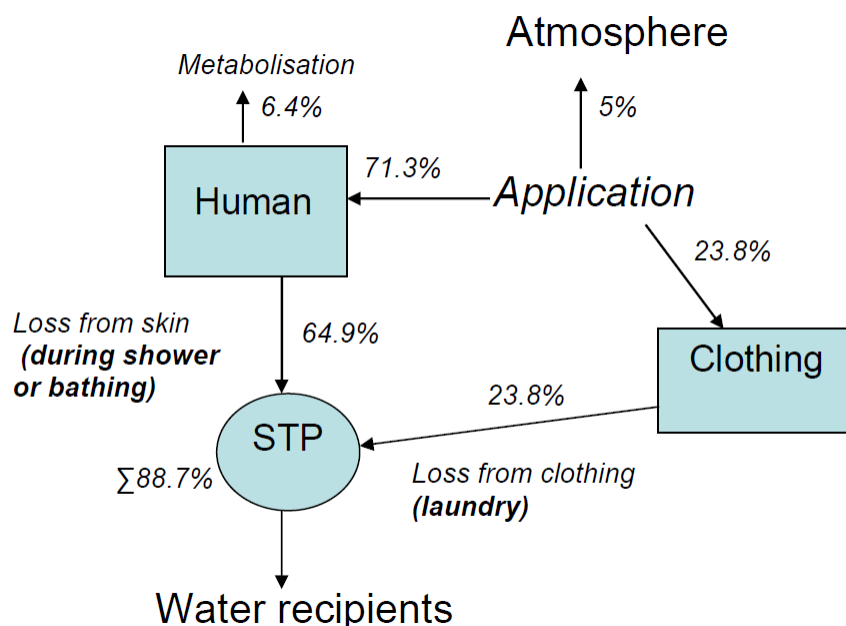 Atmosphere
Metabolisation
6.4%
5%
71.3%
Human
Application
23.8%
Loss from skin
(during shower
or bathing)
64.9%
Clothing
23.8%
STP
∑88.7%
Loss from clothing
(laundry)
Water recipients